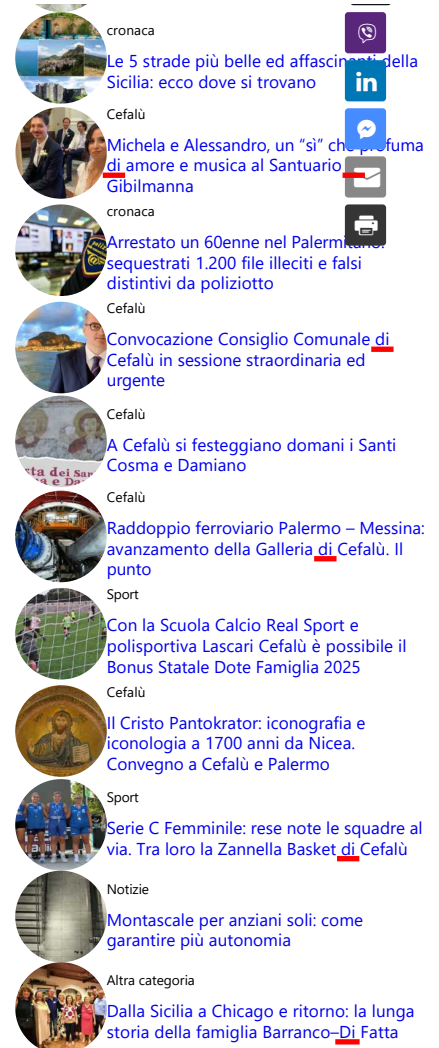 cronaca
Le 5 strade più belle ed affascinanti della
Sicilia: ecco dove si trovano
Cefalù
Michela e Alessandro, un “sì” che profuma
di amore e musica al Santuario
Gibilmanna
cronaca
Arrestato un 60enne nel Palermitano:
sequestrati 1.200 file illeciti e falsi
distintivi da poliziotto
Cefalù
Convocazione Consiglio Comunale di
Cefalù in sessione straordinaria ed
urgente
Cefalù
A Cefalù si festeggiano domani i Santi
Cosma e Damiano
Cefalù
Raddoppio ferroviario Palermo – Messina:
avanzamento della Galleria di Cefalù. Il
punto
Sport
Con la Scuola Calcio Real Sport e
polisportiva Lascari Cefalù è possibile il
Bonus Statale Dote Famiglia 2025
Cefalù
Il Cristo Pantokrator: iconografia e
iconologia a 1700 anni da Nicea.
Convegno a Cefalù e Palermo
Sport
Serie C Femminile: rese note le squadre al
via. Tra loro la Zannella Basket di Cefalù
Notizie
Montascale per anziani soli: come
garantire più autonomia
Altra categoria
Dalla Sicilia a Chicago e ritorno: la lunga
storia della famiglia Barranco–Di Fatta